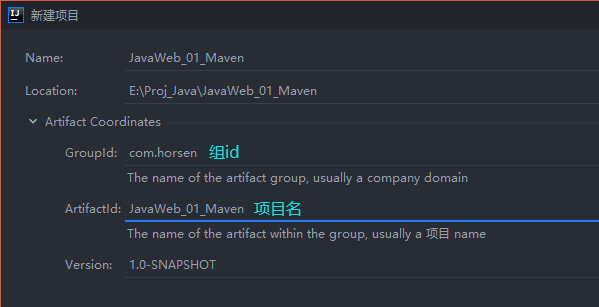 IJ 新建项目
Name: JavaWeb_01_Maven
Location: E:\Proj_Java\JavaWeb_01_Maven
Artifact Coordinates
GroupId: com.horsen 组id
The name of the artifact group, usually a company domain
ArtifactId: JavaWeb_01_Maven 项目名
The name of the artifact within the group, usually a 项目 name
Version: 1.0-SNAPSHOT